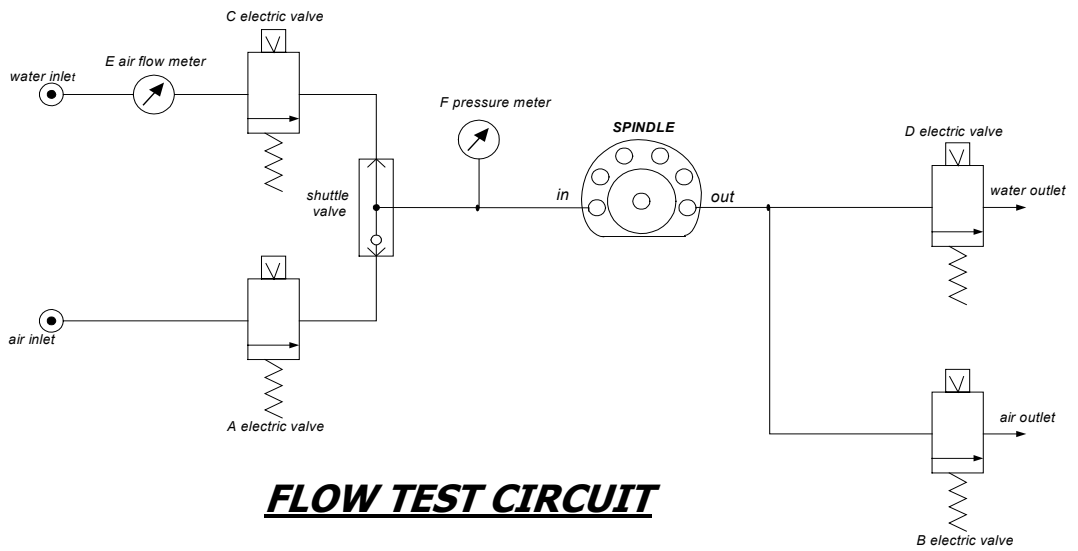 C electric valve
E air flow meter
water inlet
F pressure meter
SPINDLE
D electric valve
shuttle
valve
in
out
water outlet
air inlet
A electric valve
air outlet
FLOW TEST CIRCUIT
B electric valve